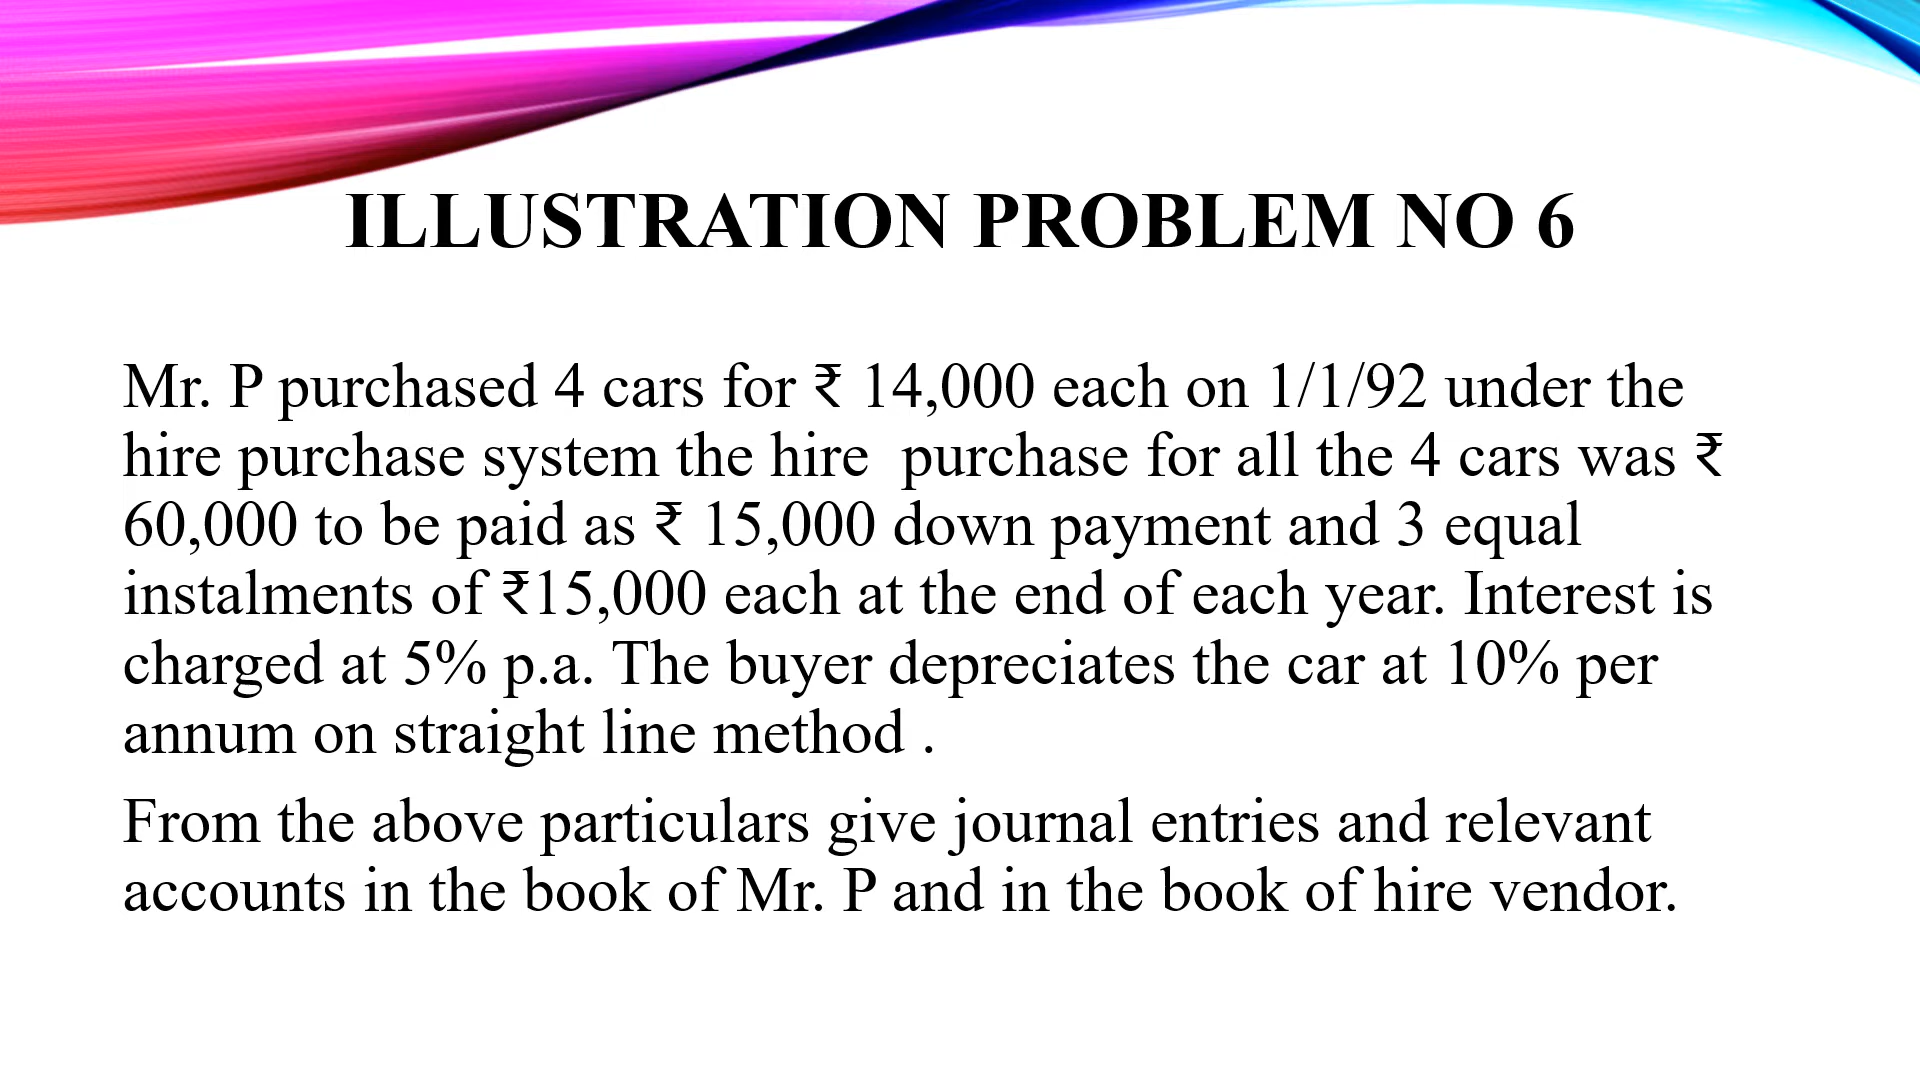 ILLUSTRATION PROBLEM NO 6
Mr. P purchased 4 cars for ₹ 14,000 each on 1/1/92 under the
hire purchase system the hire  purchase for all the 4 cars was ₹
60,000 to be paid as ₹ 15,000 down payment and 3 equal
instalments of ₹15,000 each at the end of each year. Interest is
charged at 5% p.a. The buyer depreciates the car at 10% per
annum on straight line method .
From the above particulars give journal entries and relevant
accounts in the book of Mr. P and in the book of hire vendor.